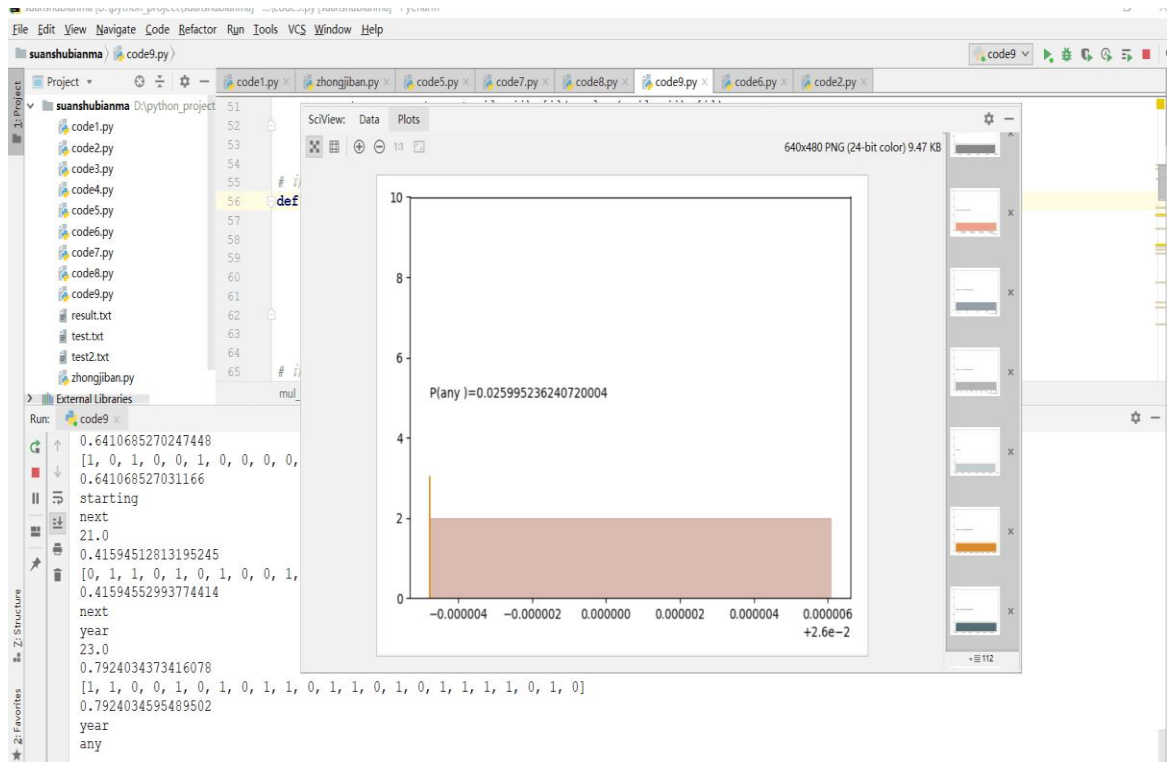 File Edit View Navigate Code Refactor Run Tools VCS Window Help
suanshubianma code9.py
code9
Project
code1.py zhongjiban.py code5.py code7.py code8.py code9.py code6.py code2.py
1: Project
suanshubianma D:\python_project
code1.py
code2.py
code3.py
code4.py
code5.py
code6.py
code7.py
code8.py
code9.py
result.txt
test.txt
test2.txt
zhongjiban.py
External Libraries
51
52
53
54
55 #
56 def
57
58
59
60
61
62
63
64
65 #
mul_
SciView: Data Plots
1:1
640x480 PNG (24-bit color) 9.47 KB
10
8
6
P(any )=0.025995236240720004
4
2
0
−0.000004 −0.000002 0.000000 0.000002 0.000004 0.000006
+2.6e−2
112
Run: code9
0.6410685270247448
[1, 0, 1, 0, 0, 1, 0, 0, 0, 0,
0.641068527031166
starting
next
21.0
0.41594512813195245
[0, 1, 1, 0, 1, 0, 1, 0, 0, 1,
0.41594552993774414
next
year
23.0
0.7924034373416078
[1, 1, 0, 0, 1, 0, 1, 0, 1, 1, 0, 1, 1, 0, 1, 0, 1, 1, 1, 1, 0, 1, 0]
0.7924034595489502
year
any
Z: Structure
2: Favorites